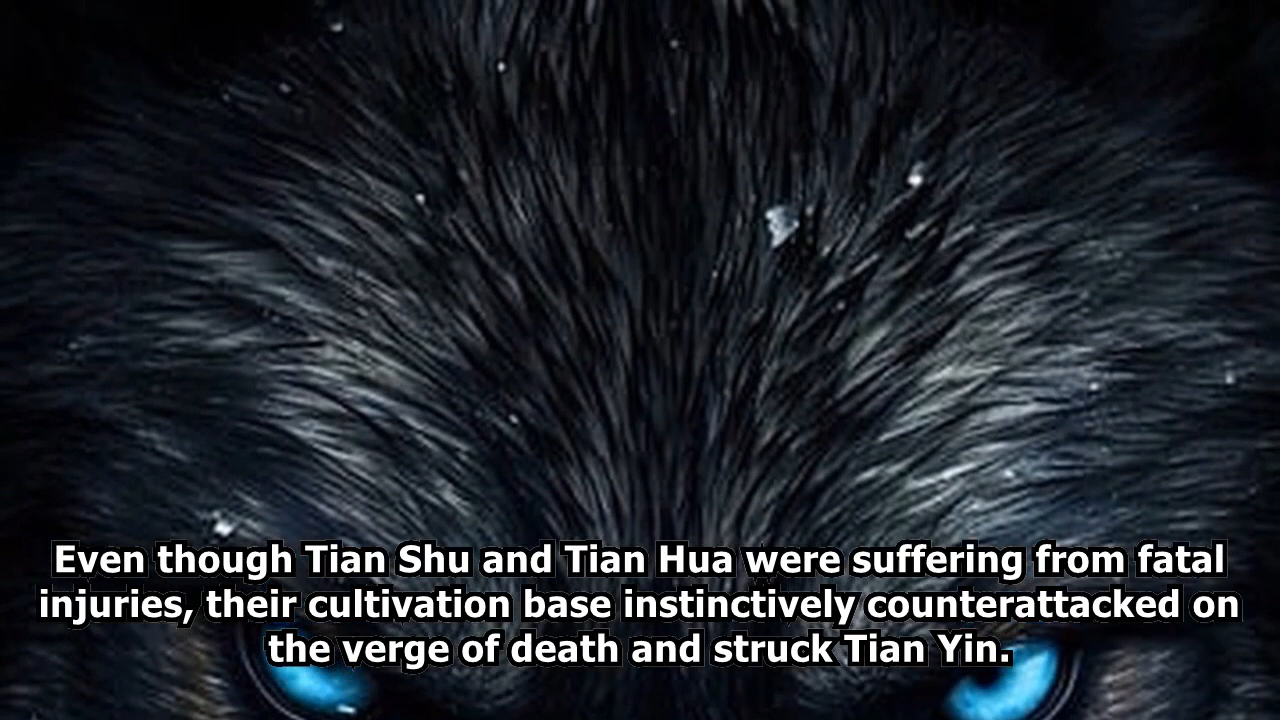 Even though Tian Shu and Tian Hua were suffering from fatal
injuries, their cultivation base instinctively counterattacked on
the verge of death and struck Tian Yin.